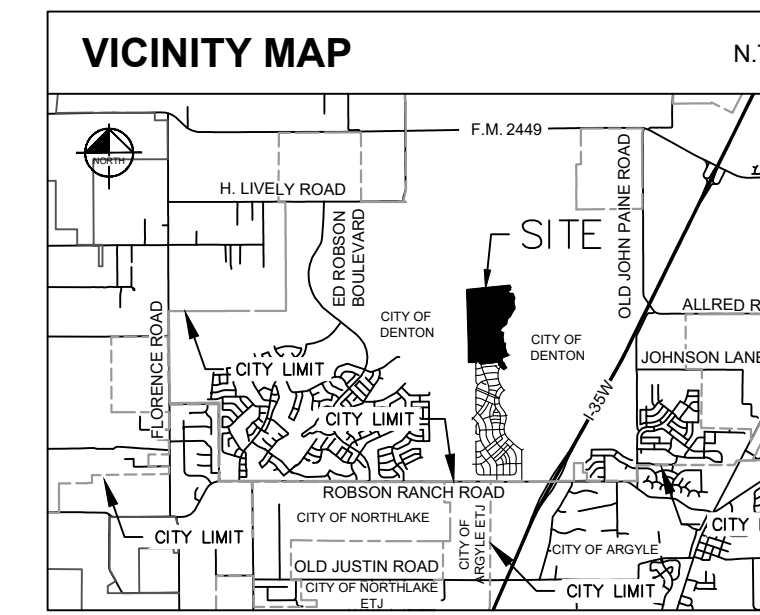 VICINITY MAP
N.T
NORTH
F.M. 2449
H. LIVELY ROAD
ED ROBSON
BOULEVARD
OLD JOHN PAINE ROAD
SITE
CITY OF
DENTON
CITY OF
DENTON
ALLRED R
JOHNSON LANE
FLORENCE ROAD
CITY LIMIT
CITY LIMIT
I-35W
ROBSON RANCH ROAD
CITY OF NORTHLAKE
CITY OF
ARGYLE ETJ
CITY LIMIT
CITY OF ARGYLE
CITY
OLD JUSTIN ROAD
CITY OF NORTHLAKE
ETJ
CITY LIMIT